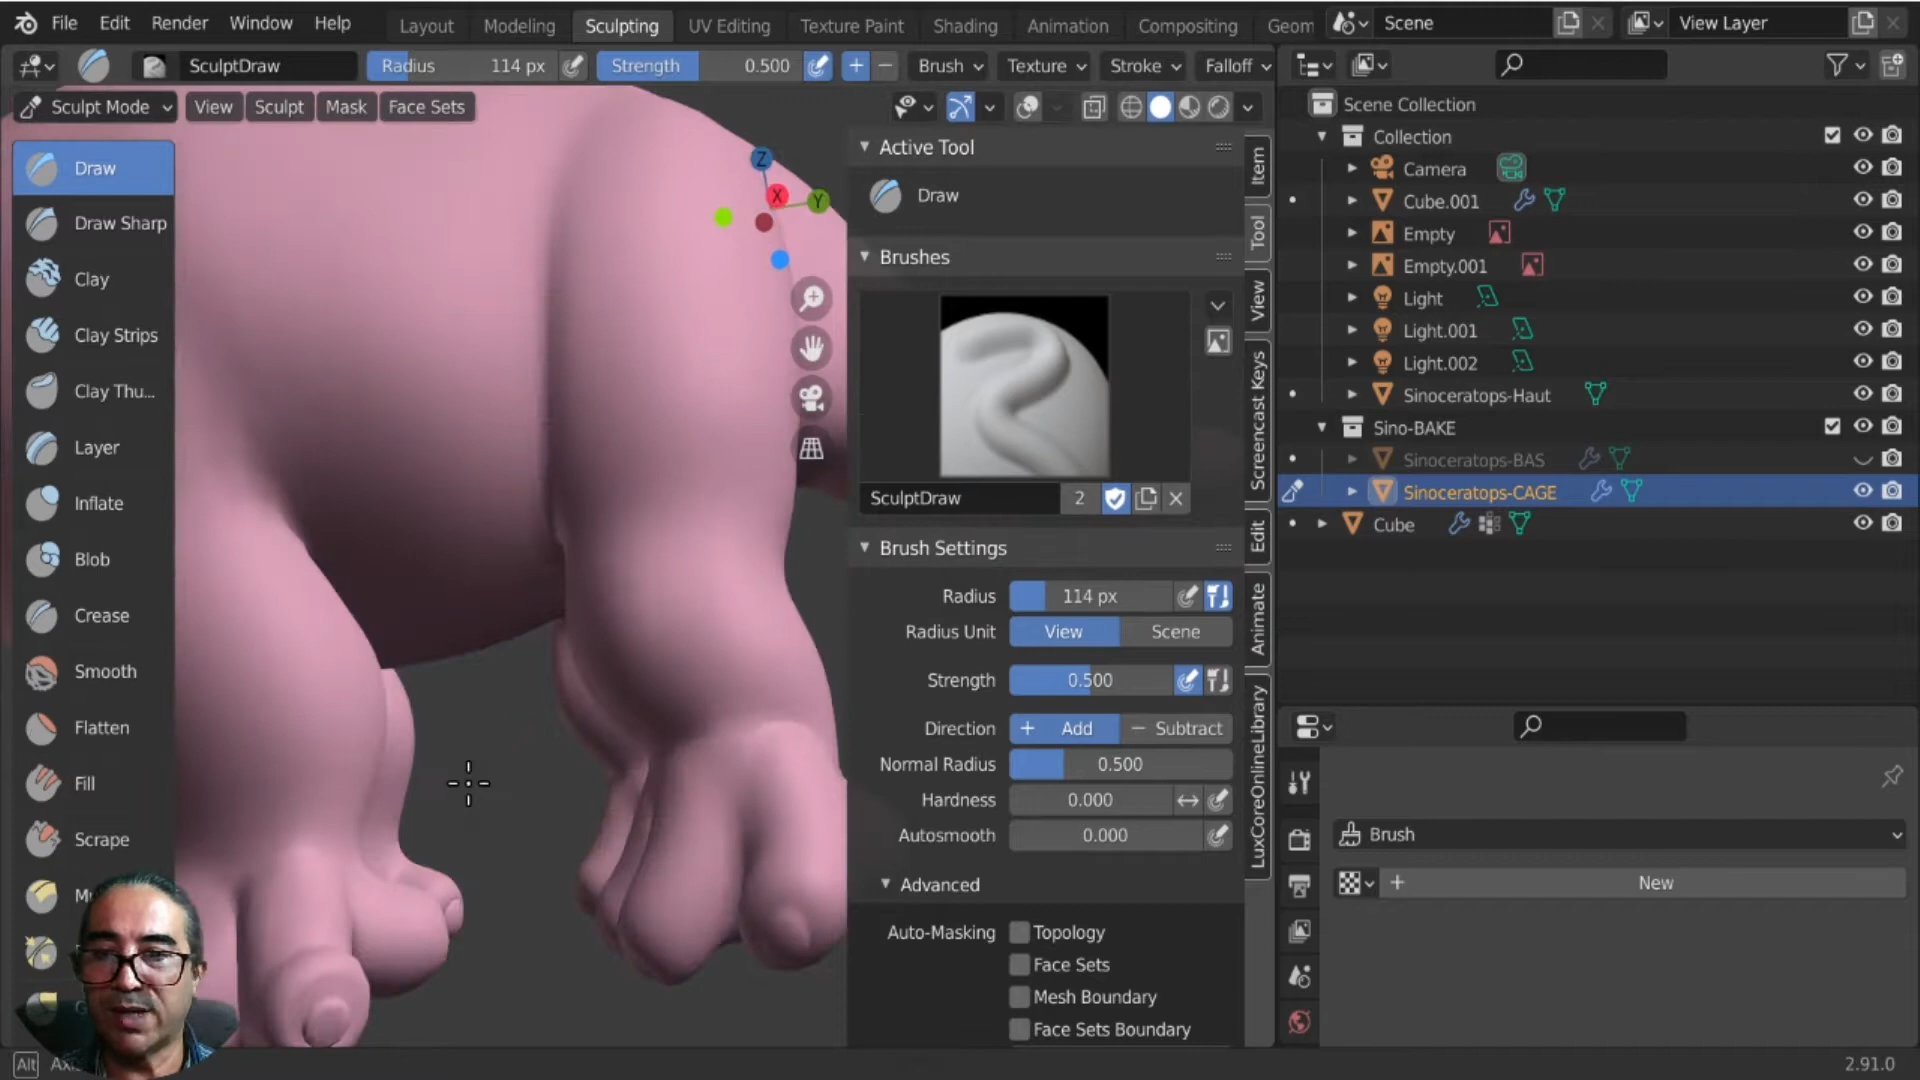 File Edit Render Window Help Layout Modeling Sculpting UV Editing Texture Paint Shading Animation Compositing Geom Scene View Layer
SculptDraw Radius 114 px Strength 0.500 Brush Texture Stroke Falloff
Sculpt Mode View Sculpt Mask Face Sets
Draw
Draw Sharp
Clay
Clay Strips
Clay Thu...
Layer
Inflate
Blob
Crease
Smooth
Flatten
Fill
Scrape
Z
X
Y
Active Tool
Draw
Brushes
SculptDraw 2
Brush Settings
Radius 114 px
Radius Unit View Scene
Strength 0.500
Direction + Add − Subtract
Normal Radius 0.500
Hardness 0.000
Autosmooth 0.000
Advanced
Auto-Masking Topology
Face Sets
Mesh Boundary
Face Sets Boundary
Item
Tool
View
Screencast Keys
Edit
Animate
LuxCoreOnlineLibrary
Scene Collection
Collection
Camera
Cube.001
Empty
Empty.001
Light
Light.001
Light.002
Sinoceratops-Haut
Sino-BAKE
Sinoceratops-BAS
Sinoceratops-CAGE
Cube
Brush
+ New
Alt
2.91.0